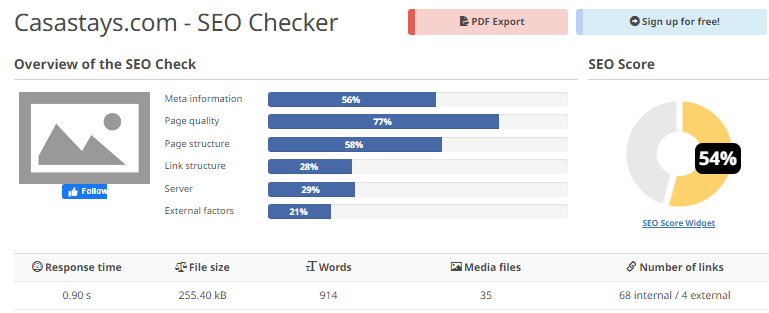 Casastays.com - SEO Checker
PDF Export
Sign up for free!
Overview of the SEO Check
SEO Score
Meta information 56%
Page quality 77%
Page structure 58%
Link structure 28%
Server 29%
External factors 21%
Follow
54%
SEO Score Widget
Response time File size Words Media files Number of links
0.90 s 255.40 kB 914 35 68 internal / 4 external